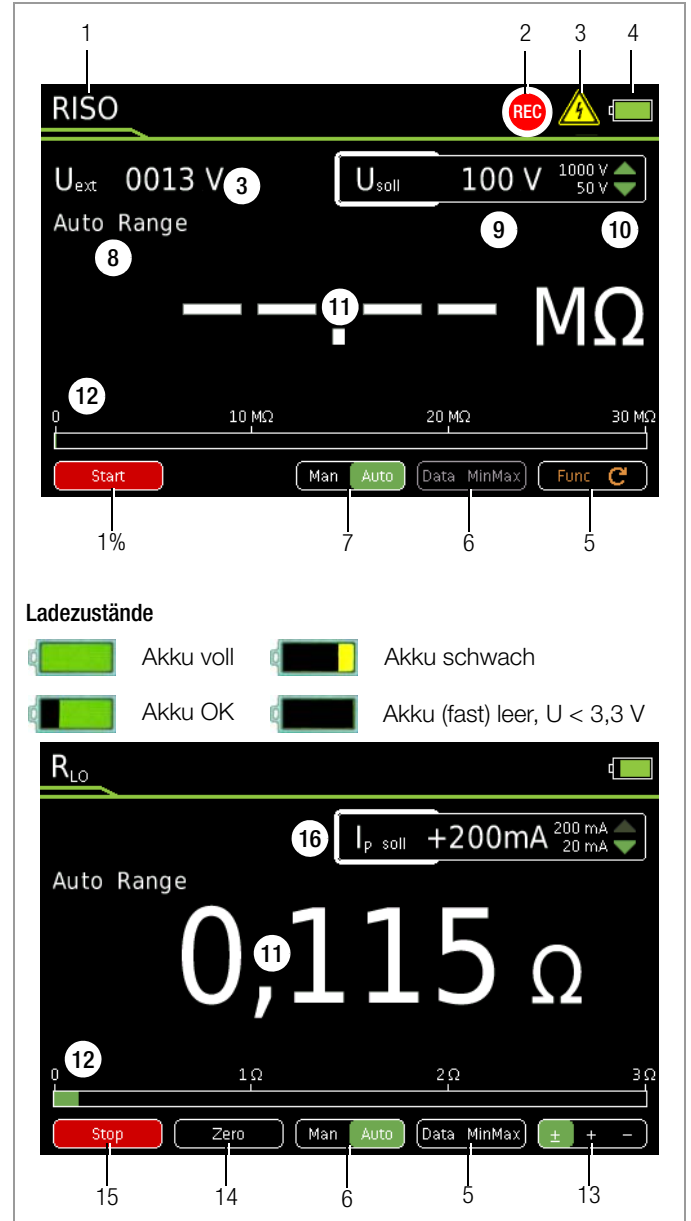 1 2 3 4
RISO REC
Uext 0013 V 3 Usoll 100 V 1000 V
50 V
Auto Range 9 10
8
– – 11 – – MΩ
12
0 10 MΩ 20 MΩ 30 MΩ
Start Man Auto Data MinMax Func
1% 7 6 5
Ladezustände
Akku voll Akku schwach
Akku OK Akku (fast) leer, U < 3,3 V
RLO
16 Ip soll +200mA 200 mA
20 mA
Auto Range
0,115 Ω
11
12
0 1Ω 2Ω 3Ω
Stop Zero Man Auto Data MinMax ± + –
15 14 6 5 13